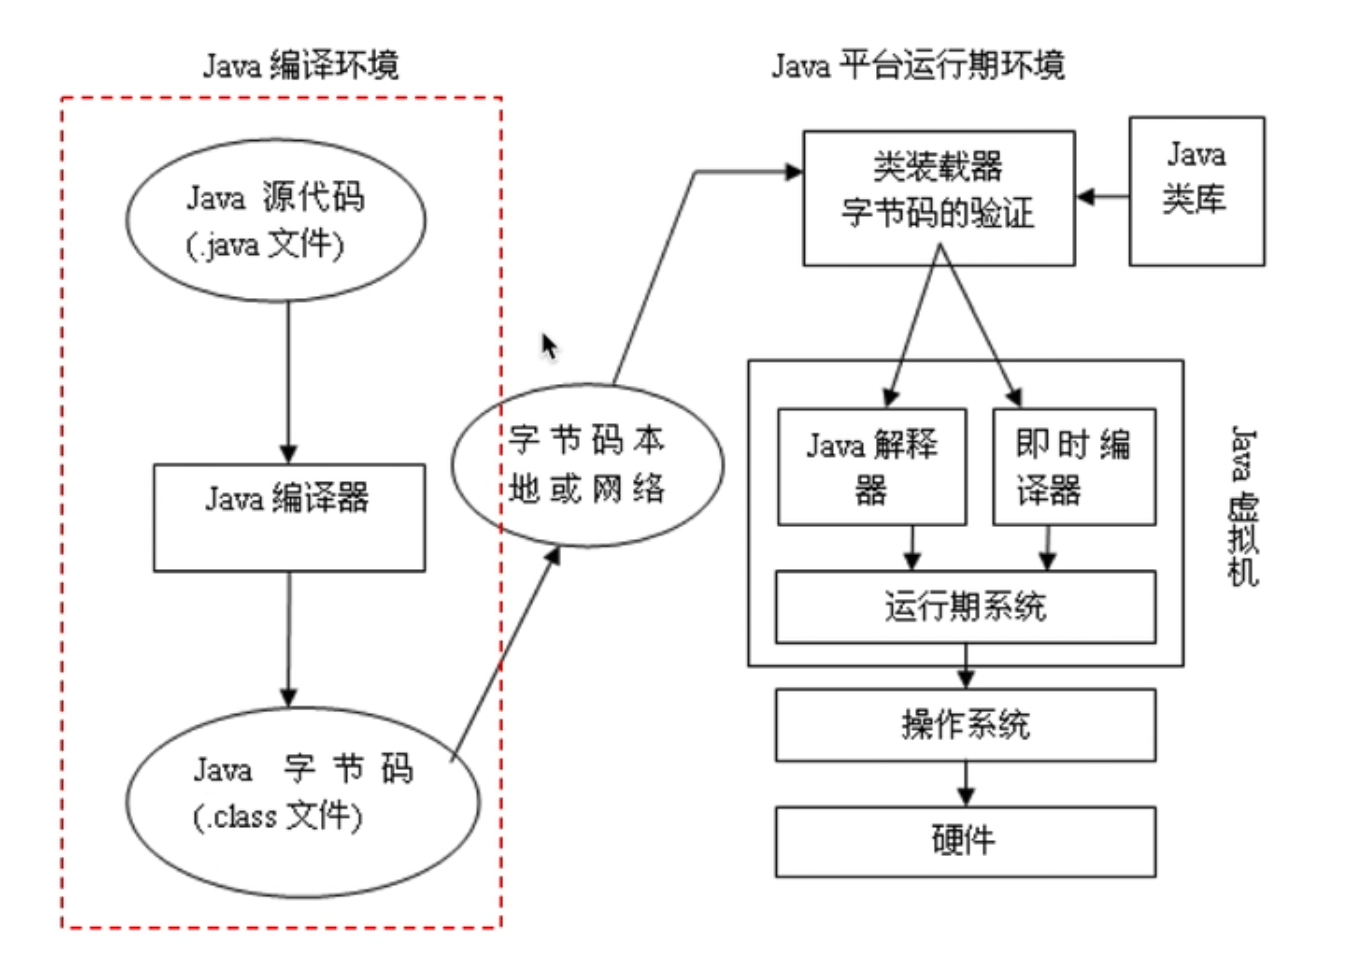 Java 编译环境
Java 源代码
(.java 文件)
Java 编译器
Java 字节码
(.class 文件)
字节码本
地或网络
Java 平台运行期环境
类装载器
字节码的验证
Java
类库
Java 解释
器
即时编
译器
运行期系统
Java 虚拟机
操作系统
硬件